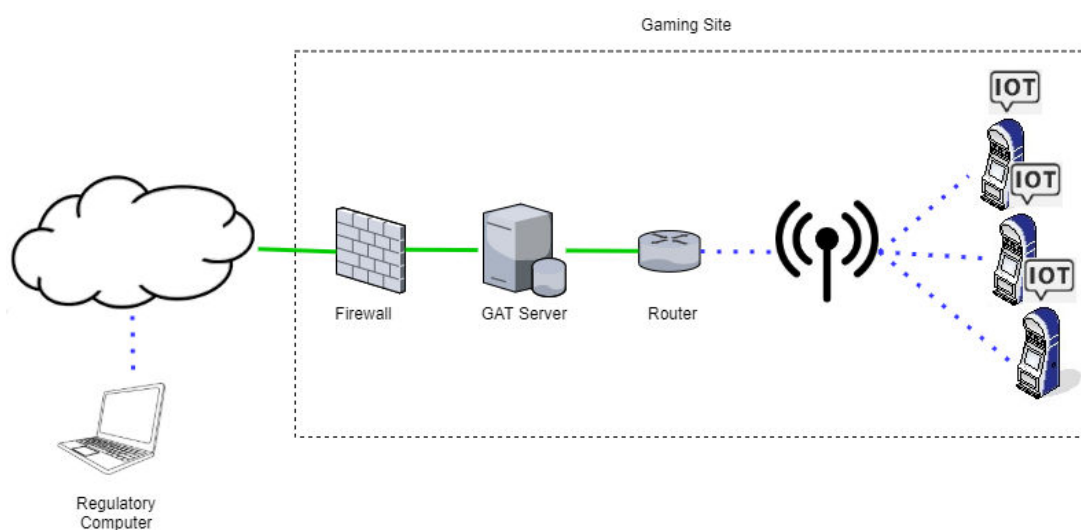 Gaming Site
IOT
IOT
IOT
Firewall
GAT Server
Router
Regulatory
Computer